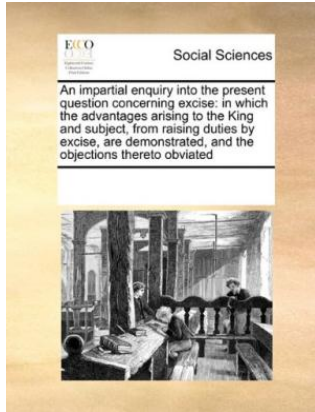 ECCO
Social Sciences
An impartial enquiry into the present
question concerning excise: in which
the advantages arising to the King
and subject, from raising duties by
excise, are demonstrated, and the
objections thereto obviated